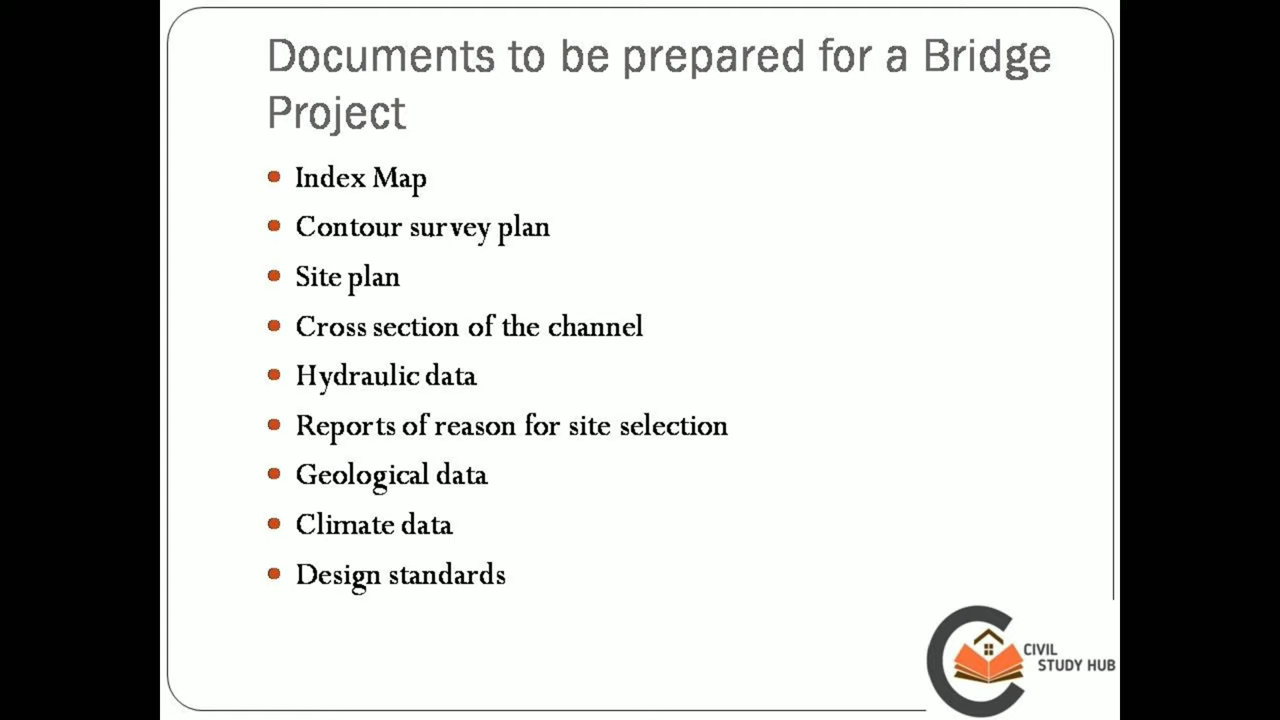 Documents to be prepared for a Bridge
Project
Index Map
Contour survey plan
Site plan
Cross section of the channel
Hydraulic data
Reports of reason for site selection
Geological data
Climate data
Design standards
CIVIL
STUDY HUB